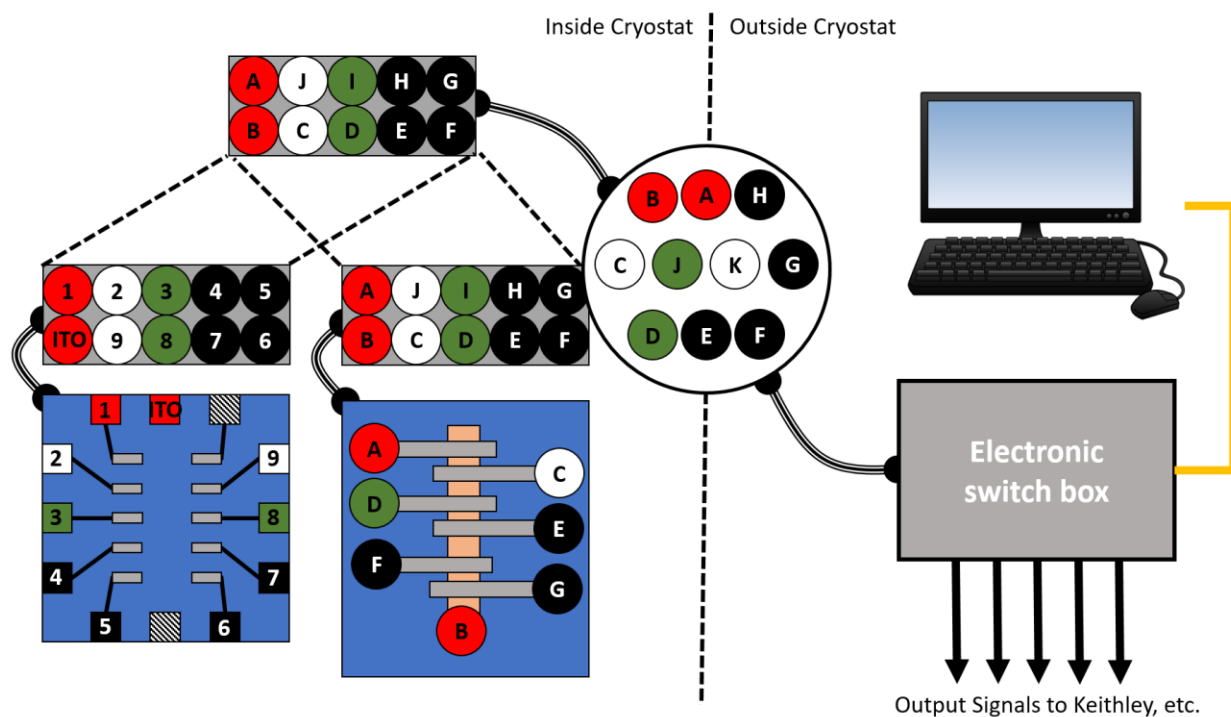 Inside Cryostat
Outside Cryostat
A J I H G
B C D E F
B A H
C J K G
D E F
1 2 3 4 5
ITO 9 8 7 6
A J I H G
B C D E F
1 ITO
2 9
3 8
4 7
5 6
A
C
D
E
F
G
B
Electronic
switch box
Output Signals to Keithley, etc.